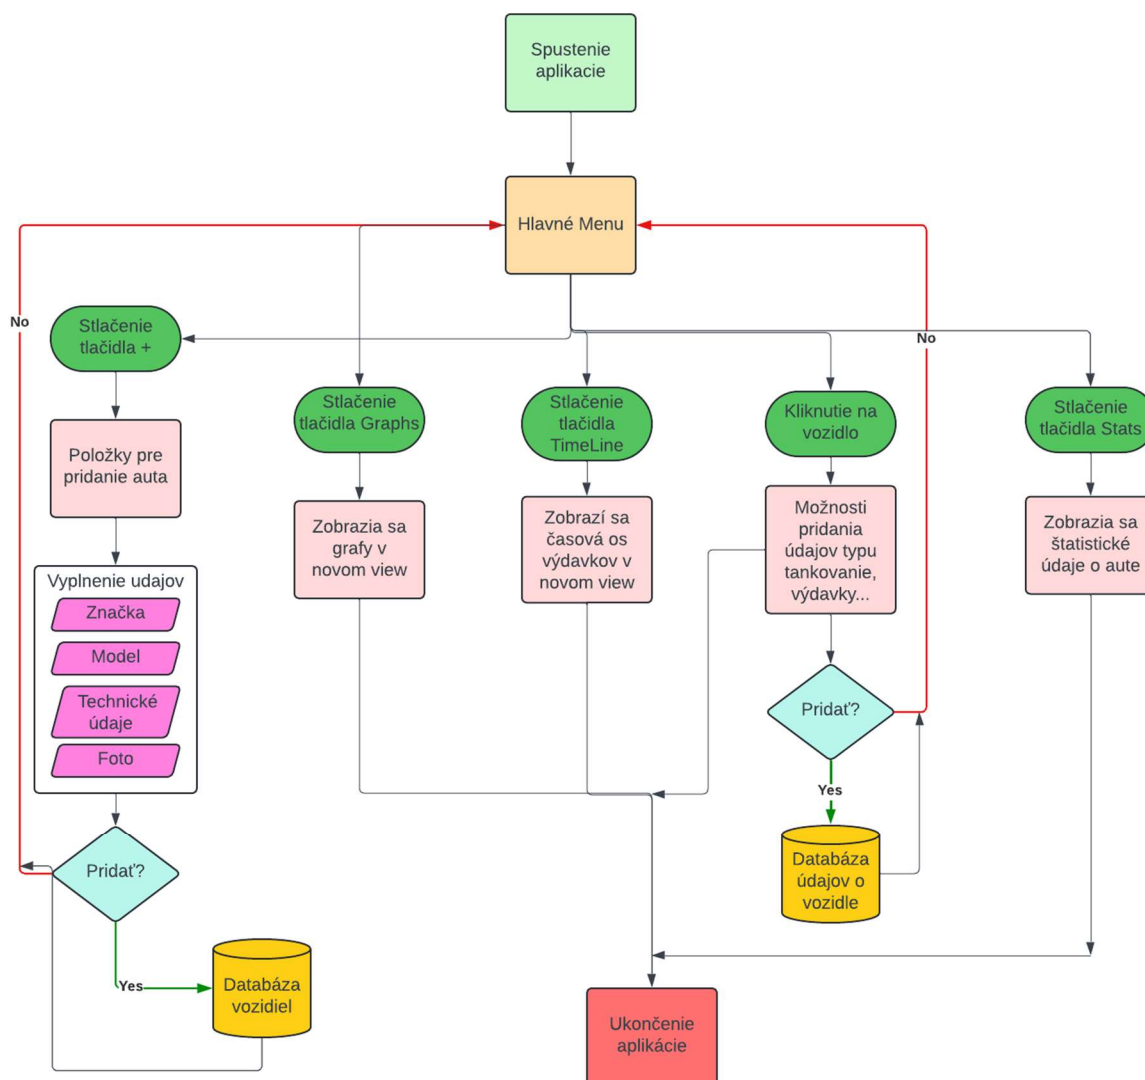 Spustenie
aplikacie
Hlavné Menu
No
No
Stlačenie
tlačidla +
Stlačenie
tlačidla Graphs
Stlačenie
tlačidla
TimeLine
Kliknutie na
vozidlo
Stlačenie
tlačidla Stats
Položky pre
pridanie auta
Zobrazia sa
grafy v
novom view
Zobrazí sa
časová os
výdavkov v
novom view
Možnosti
pridania
údajov typu
tankovanie,
výdavky...
Zobrazia sa
štatistické
údaje o aute
Vyplnenie udajov
Značka
Model
Technické
údaje
Foto
Pridať?
Yes
Databáza
údajov o
vozidle
Pridať?
Yes
Databáza
vozidiel
Ukončenie
aplikácie